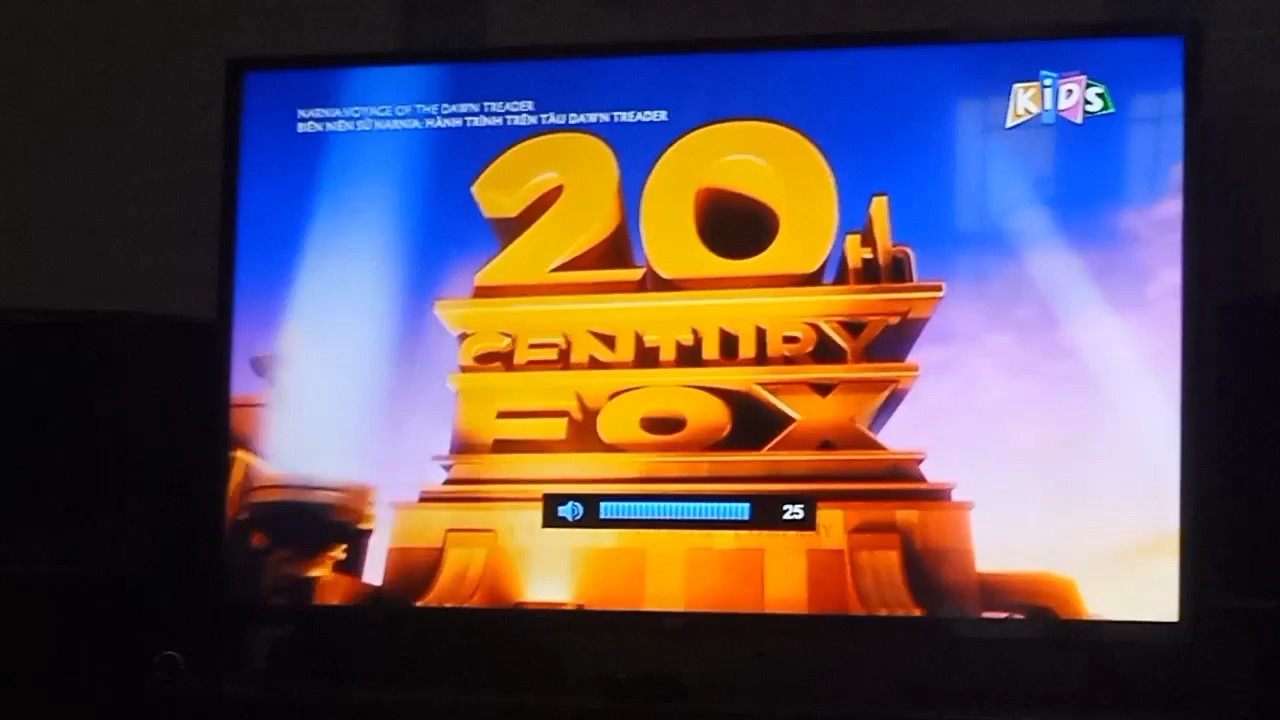 NARNIA: VOYAGE OF THE DAWN TREADER
BIÊN NIÊN SỬ NARNIA: HÀNH TRÌNH TRÊN TÀU DAWN TREADER
KiDS
20th
CENTURY
FOX
25